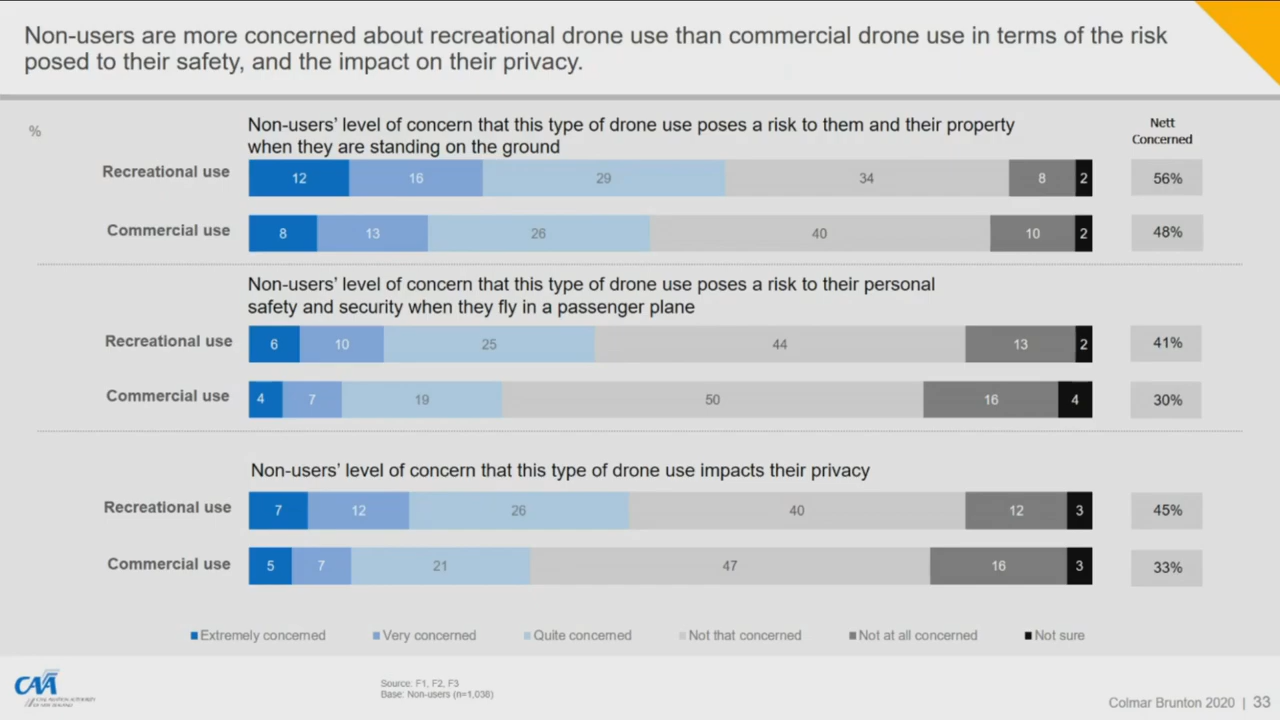 Non-users are more concerned about recreational drone use than commercial drone use in terms of the risk
posed to their safety, and the impact on their privacy.
%
Non-users' level of concern that this type of drone use poses a risk to them and their property
when they are standing on the ground
Nett
Concerned
Recreational use 12 16 29 34 8 2 56%
Commercial use 8 13 26 40 10 2 48%
Non-users' level of concern that this type of drone use poses a risk to their personal
safety and security when they fly in a passenger plane
Recreational use 6 10 25 44 13 2 41%
Commercial use 4 7 19 50 16 4 30%
Non-users' level of concern that this type of drone use impacts their privacy
Recreational use 7 12 26 40 12 3 45%
Commercial use 5 7 21 47 16 3 33%
Extremely concerned Very concerned Quite concerned Not that concerned Not at all concerned Not sure
CAA
CIVIL AVIATION AUTHORITY
OF NEW ZEALAND
Source: F1, F2, F3
Base: Non-users (n=1,038)
Colmar Brunton 2020 | 33